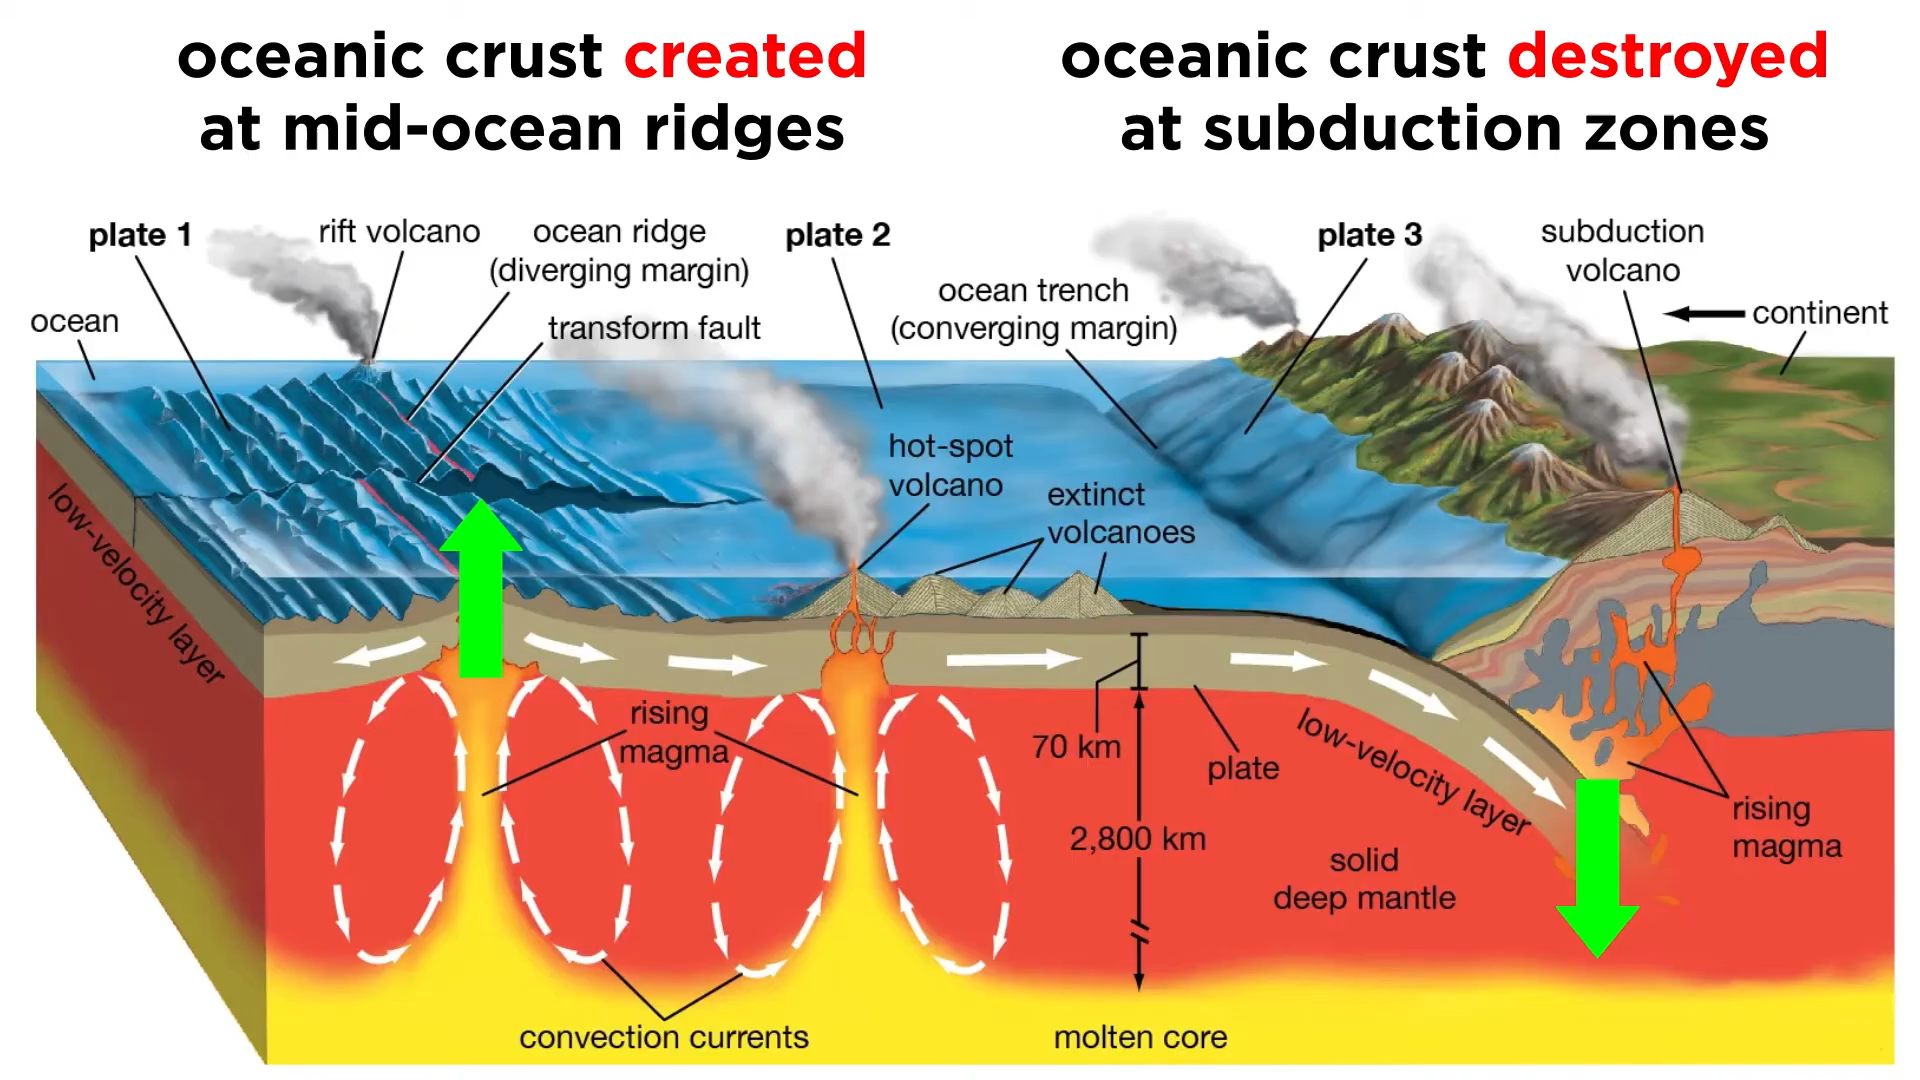 oceanic crust created
at mid-ocean ridges
oceanic crust destroyed
at subduction zones
plate 1
rift volcano
ocean ridge
(diverging margin)
plate 2
plate 3
subduction
volcano
ocean
transform fault
ocean trench
(converging margin)
continent
hot-spot
volcano
extinct
volcanoes
low-velocity layer
rising
magma
70 km
plate
low-velocity layer
2,800 km
solid
deep mantle
rising
magma
convection currents
molten core